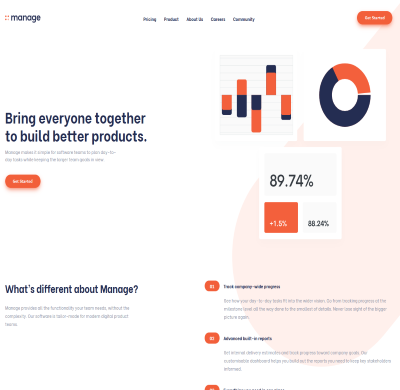 manage
Pricing Product About Us Careers Community
Get Started
Bring everyone together
to build better products.
Manage makes it simple for software teams to plan day-to-
day tasks while keeping the larger team goals in view.
Get Started
89.74%
+1.5%
88.24%
What's different about Manage?
Manage provides all the functionality your team needs, without the
complexity. Our software is tailor-made for modern digital product
teams.
01 Track company-wide progress
See how your day-to-day tasks fit into the wider vision. Go from tracking progress at the
milestone level all the way done to the smallest of details. Never lose sight of the bigger
picture again.
02 Advanced built-in reports
Set internal delivery estimates and track progress toward company goals. Our
customisable dashboard helps you build out the reports you need to keep key stakeholders
informed.